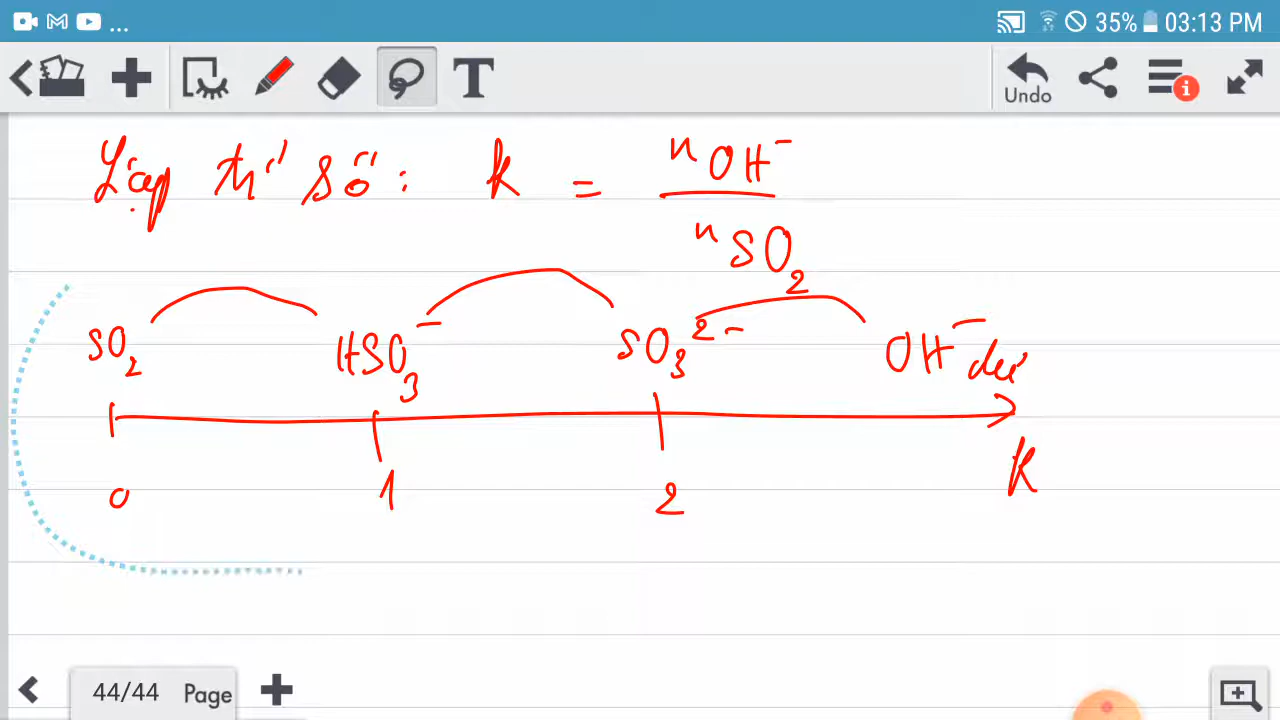 ... 35% 03:13 PM
T Undo
Lập tỉ số: k = nOH⁻ / nSO₂
SO₂ HSO₃⁻ SO₃²⁻ OH⁻ dư
0 1 2 k
44/44 Page